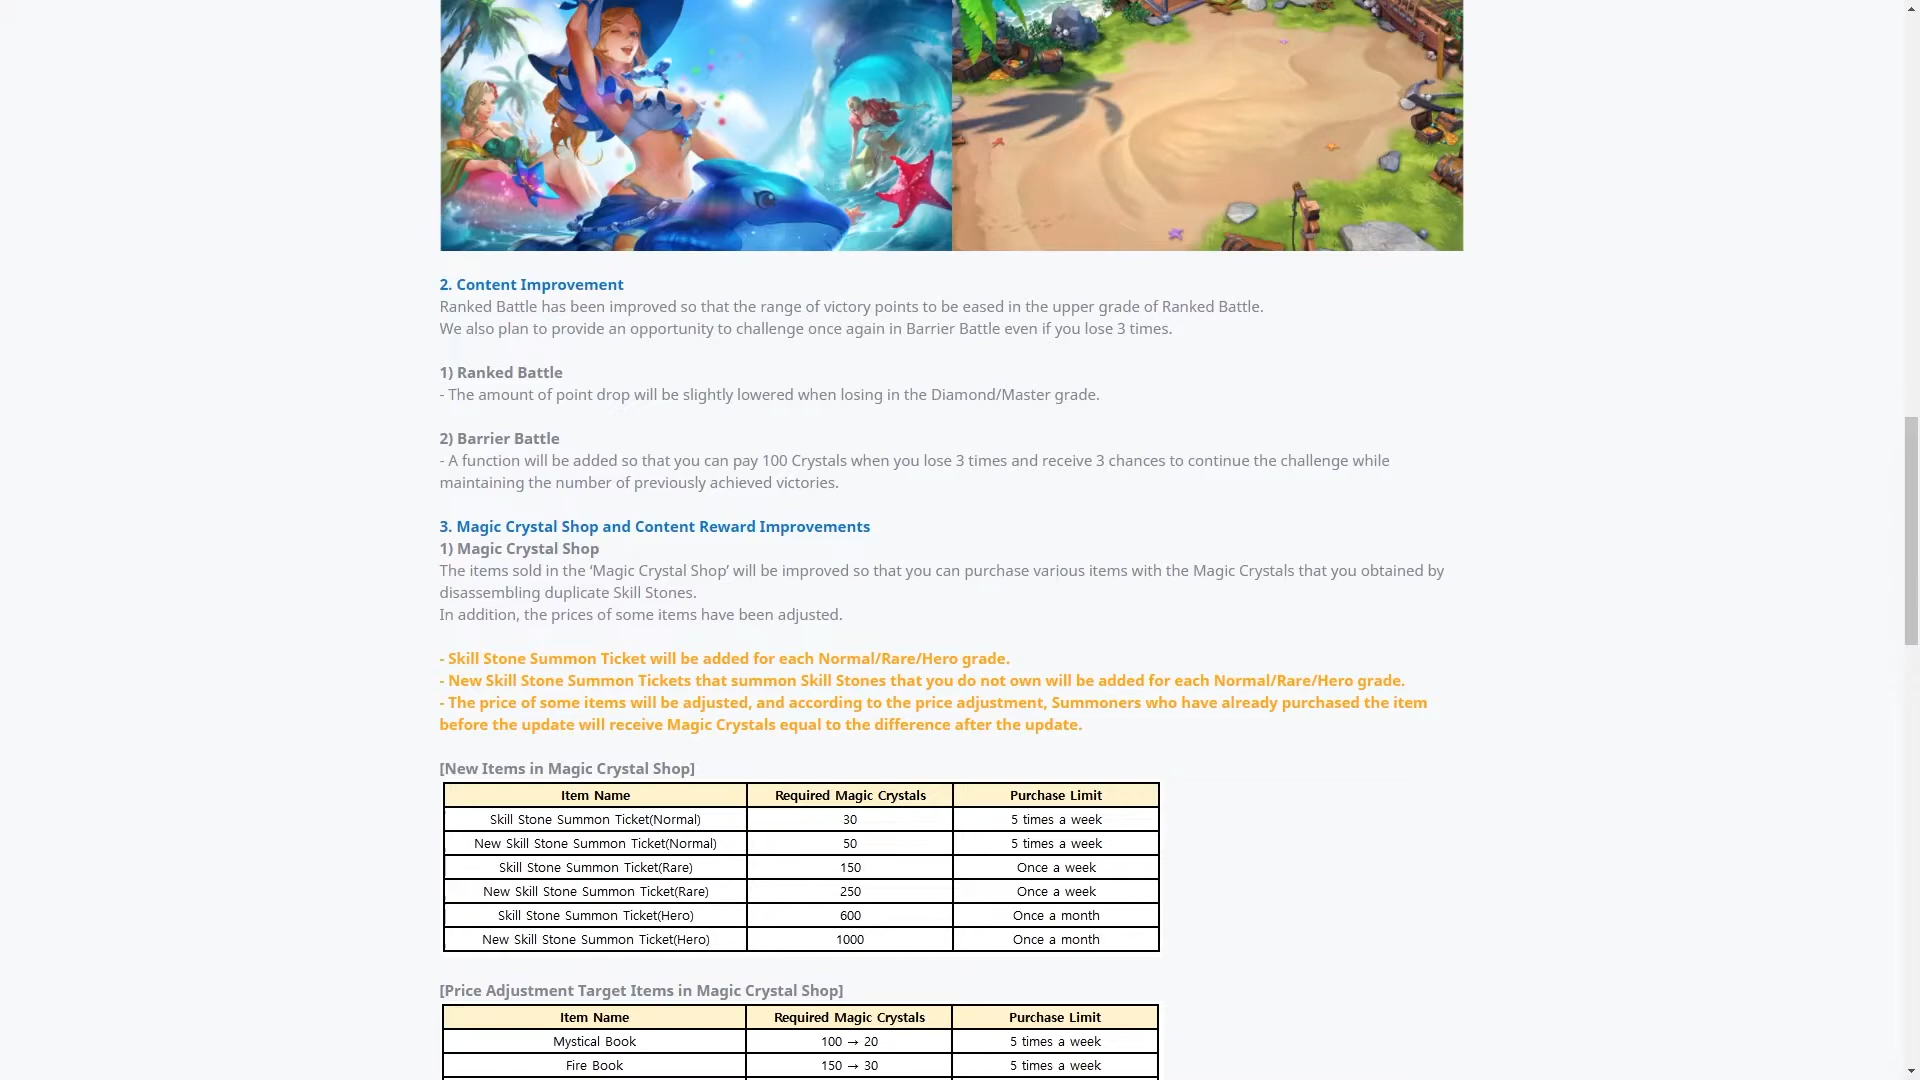 2. Content Improvement
Ranked Battle has been improved so that the range of victory points to be eased in the upper grade of Ranked Battle.
We also plan to provide an opportunity to challenge once again in Barrier Battle even if you lose 3 times.
1) Ranked Battle
- The amount of point drop will be slightly lowered when losing in the Diamond/Master grade.
2) Barrier Battle
- A function will be added so that you can pay 100 Crystals when you lose 3 times and receive 3 chances to continue the challenge while
maintaining the number of previously achieved victories.
3. Magic Crystal Shop and Content Reward Improvements
1) Magic Crystal Shop
The items sold in the ‘Magic Crystal Shop’ will be improved so that you can purchase various items with the Magic Crystals that you obtained by
disassembling duplicate Skill Stones.
In addition, the prices of some items have been adjusted.
- Skill Stone Summon Ticket will be added for each Normal/Rare/Hero grade.
- New Skill Stone Summon Tickets that summon Skill Stones that you do not own will be added for each Normal/Rare/Hero grade.
- The price of some items will be adjusted, and according to the price adjustment, Summoners who have already purchased the item
before the update will receive Magic Crystals equal to the difference after the update.
[New Items in Magic Crystal Shop]
Item Name Required Magic Crystals Purchase Limit
Skill Stone Summon Ticket(Normal) 30 5 times a week
New Skill Stone Summon Ticket(Normal) 50 5 times a week
Skill Stone Summon Ticket(Rare) 150 Once a week
New Skill Stone Summon Ticket(Rare) 250 Once a week
Skill Stone Summon Ticket(Hero) 600 Once a month
New Skill Stone Summon Ticket(Hero) 1000 Once a month
[Price Adjustment Target Items in Magic Crystal Shop]
Item Name Required Magic Crystals Purchase Limit
Mystical Book 100 → 20 5 times a week
Fire Book 150 → 30 5 times a week